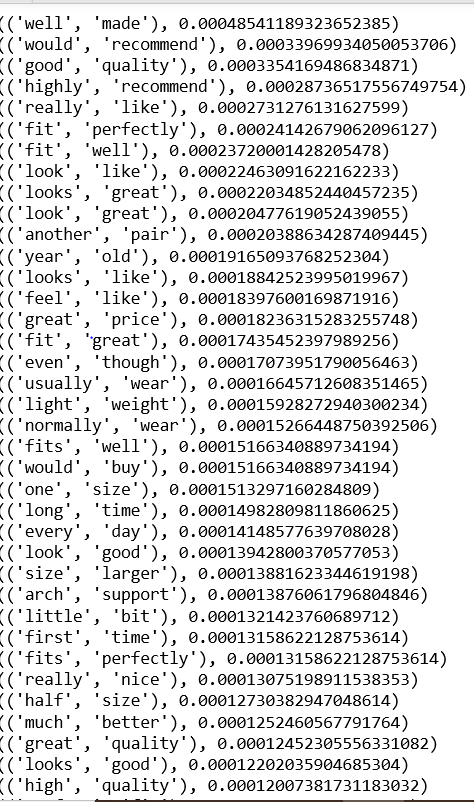 (('well', 'made'), 0.00048541189323652385)
(('would', 'recommend'), 0.00033969934050053706)
(('good', 'quality'), 0.0003354169486834871)
(('highly', 'recommend'), 0.00028736517556749754)
(('really', 'like'), 0.0002731276131627599)
(('fit', 'perfectly'), 0.00024142679062096127)
(('fit', 'well'), 0.00023720001428205478)
(('look', 'like'), 0.00022463091622162233)
(('looks', 'great'), 0.00022034852440457235)
(('look', 'great'), 0.00020477619052439055)
(('another', 'pair'), 0.00020388634287409445)
(('year', 'old'), 0.00019165093768252304)
(('looks', 'like'), 0.00018842523995019967)
(('feel', 'like'), 0.00018397600169871916)
(('great', 'price'), 0.00018236315283255748)
(('fit', 'great'), 0.00017435452397989256)
(('even', 'though'), 0.00017073951790056463)
(('usually', 'wear'), 0.00016645712608351465)
(('light', 'weight'), 0.00015928272940300234)
(('normally', 'wear'), 0.00015266448750392506)
(('fits', 'well'), 0.00015166340889734194)
(('would', 'buy'), 0.00015166340889734194)
(('one', 'size'), 0.0001513297160284809)
(('long', 'time'), 0.00014982809811860625)
(('every', 'day'), 0.00014148577639708028)
(('look', 'good'), 0.00013942800370577053)
(('size', 'larger'), 0.00013881623344619198)
(('arch', 'support'), 0.00013876061796804846)
(('little', 'bit'), 0.0001321423760689712)
(('first', 'time'), 0.00013158622128753614)
(('fits', 'perfectly'), 0.00013158622128753614)
(('really', 'nice'), 0.00013075198911538353)
(('half', 'size'), 0.00012730382947048614)
(('much', 'better'), 0.0001252460567791764)
(('great', 'quality'), 0.00012452305556331082)
(('looks', 'good'), 0.00012202035904685304)
(('high', 'quality'), 0.00012007381731183032)